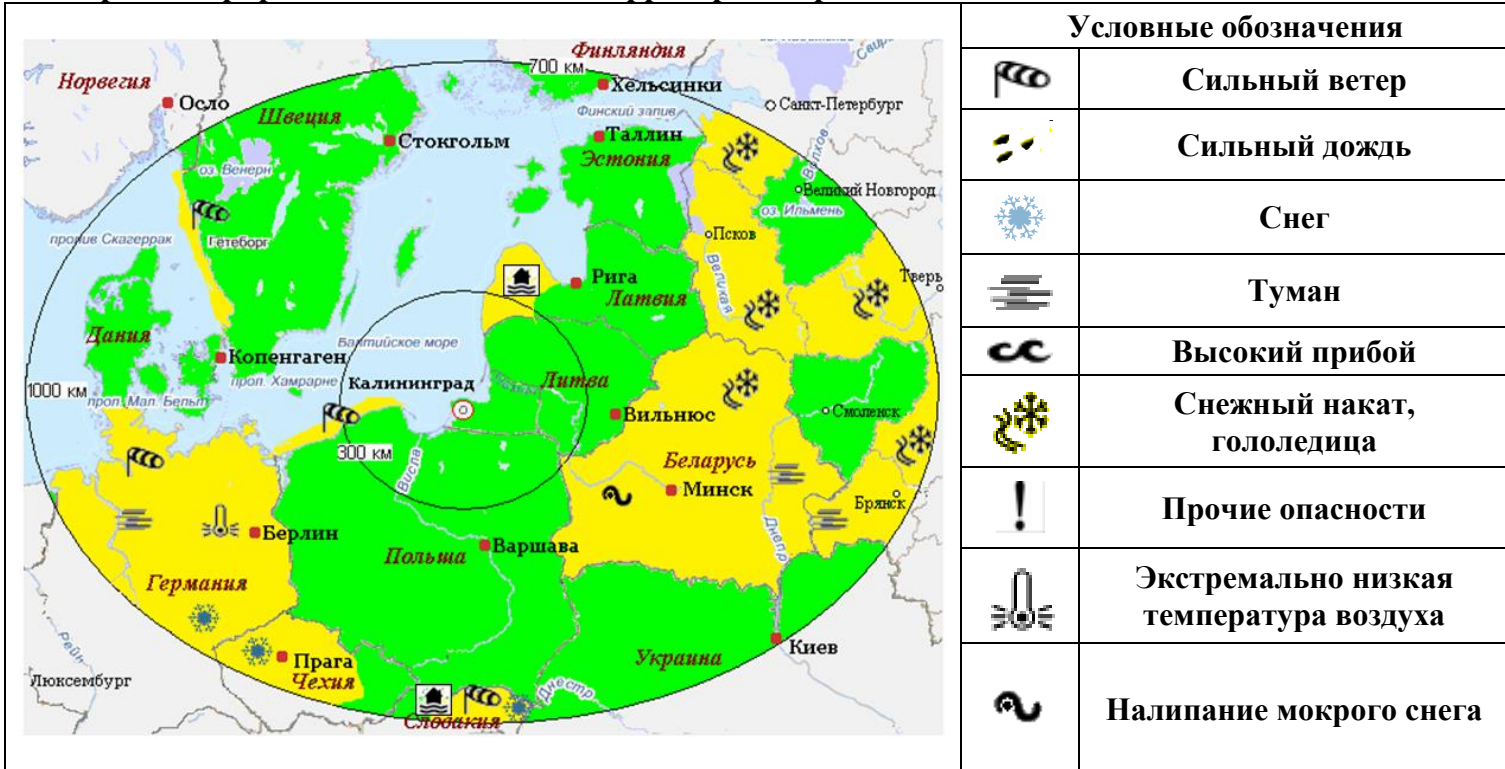 Финляндия
Свирь
700 км
Норвегия
Хельсинки
Осло
Санкт-Петербург
Швеция
Финский залив
Стокгольм
Таллин
Волхов
Эстония
оз. Венерн
Великий Новгород
оз. Ильмень
пролив Скагеррак
Гетеборг
Псков
Великая
Рига
Тверь
Латвия
Дания
Балтийское море
Копенгаген
прол. Хамрарне
Калининград
Литва
1000 км
прол. Мал. Бельт
Смоленск
Вильнюс
300 км
Висла
Беларусь
Минск
Брянск
Берлин
Днепр
Польша
Варшава
Германия
Рейн
Киев
Прага
Украина
Чехия
Люксембург
Днестр
Словакия
Условные обозначения
Сильный ветер
Сильный дождь
Снег
Туман
Высокий прибой
Снежный накат,
гололедица
Прочие опасности
Экстремально низкая
температура воздуха
Налипание мокрого снега